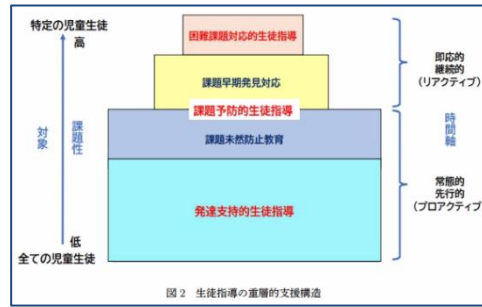 特定の児童生徒
高
対象
課題性
低
全ての児童生徒
困難課題対応的生徒指導
課題早期発見対応
課題予防的生徒指導
課題未然防止教育
発達支持的生徒指導
即応的
継続的
(リアクティブ)
時間軸
常態的
先行的
(プロアクティブ)
図2 生徒指導の重層的支援構造